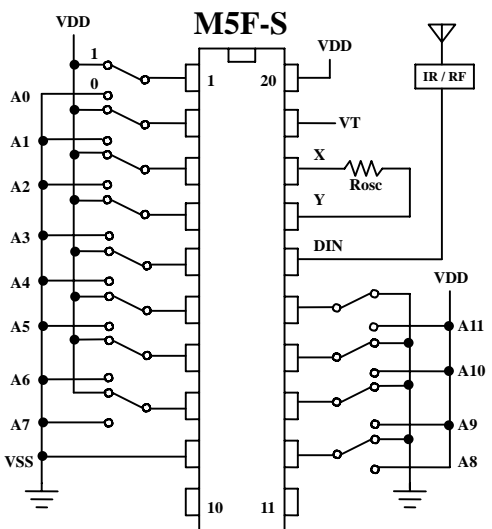 M5F-S
VDD
1
0
A0
A1
A2
A3
A4
A5
A6
A7
VSS
1
20
10
11
VDD
VT
X
Rosc
Y
DIN
IR / RF
VDD
A11
A10
A9
A8